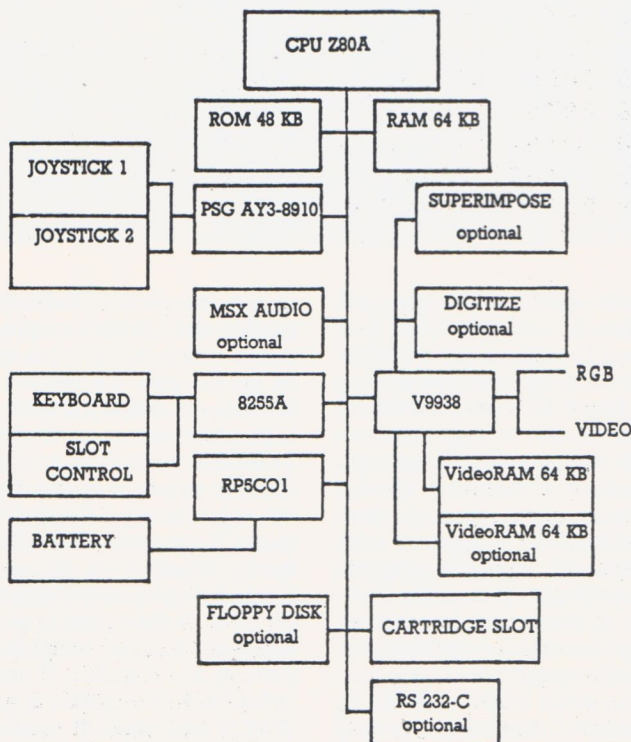 CPU Z80A
ROM 48 KB
RAM 64 KB
JOYSTICK 1
JOYSTICK 2
PSG AY3-8910
SUPERIMPOSE
optional
MSX AUDIO
optional
DIGITIZE
optional
KEYBOARD
SLOT
CONTROL
8255A
V9938
RGB
VIDEO
RP5C01
VideoRAM 64 KB
VideoRAM 64 KB
optional
BATTERY
FLOPPY DISK
optional
CARTRIDGE SLOT
RS 232-C
optional